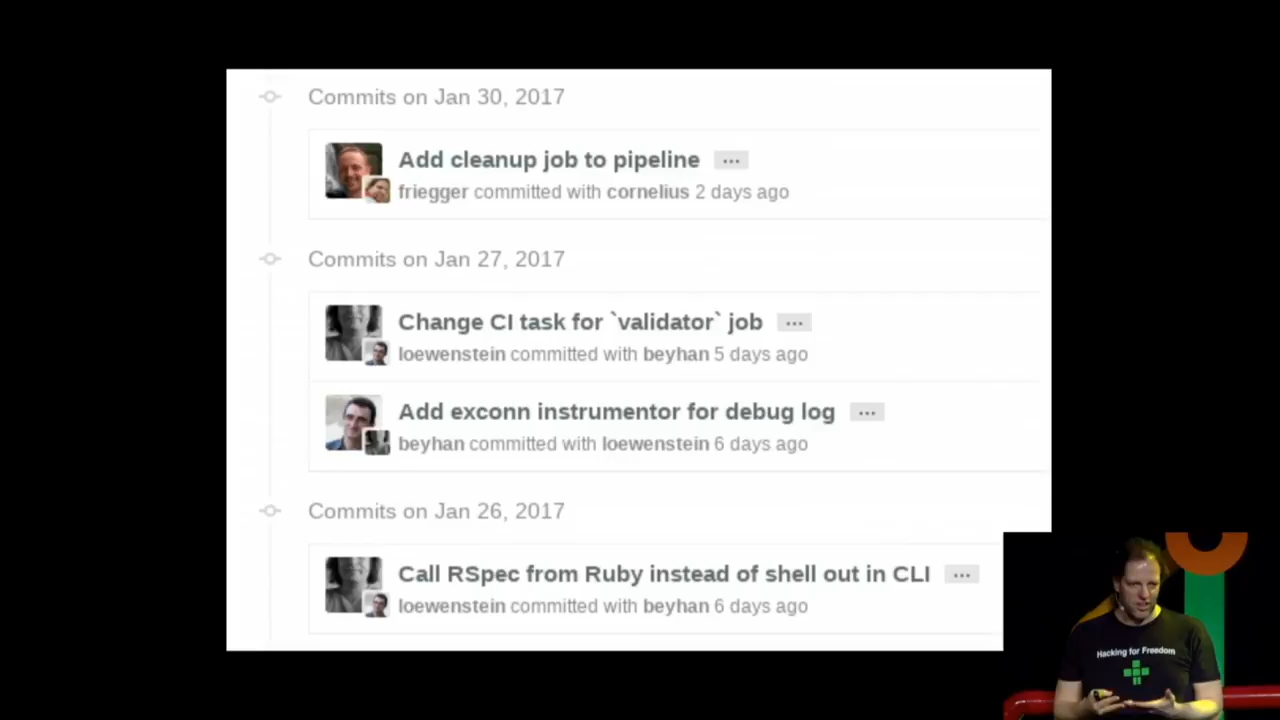 Commits on Jan 30, 2017
Add cleanup job to pipeline ...
friegger committed with cornelius 2 days ago
Commits on Jan 27, 2017
Change CI task for `validator` job ...
loewenstein committed with beyhan 5 days ago
Add exconn instrumentor for debug log ...
beyhan committed with loewenstein 6 days ago
Commits on Jan 26, 2017
Call RSpec from Ruby instead of shell out in CLI ...
loewenstein committed with beyhan 6 days ago
Hacking for Freedom